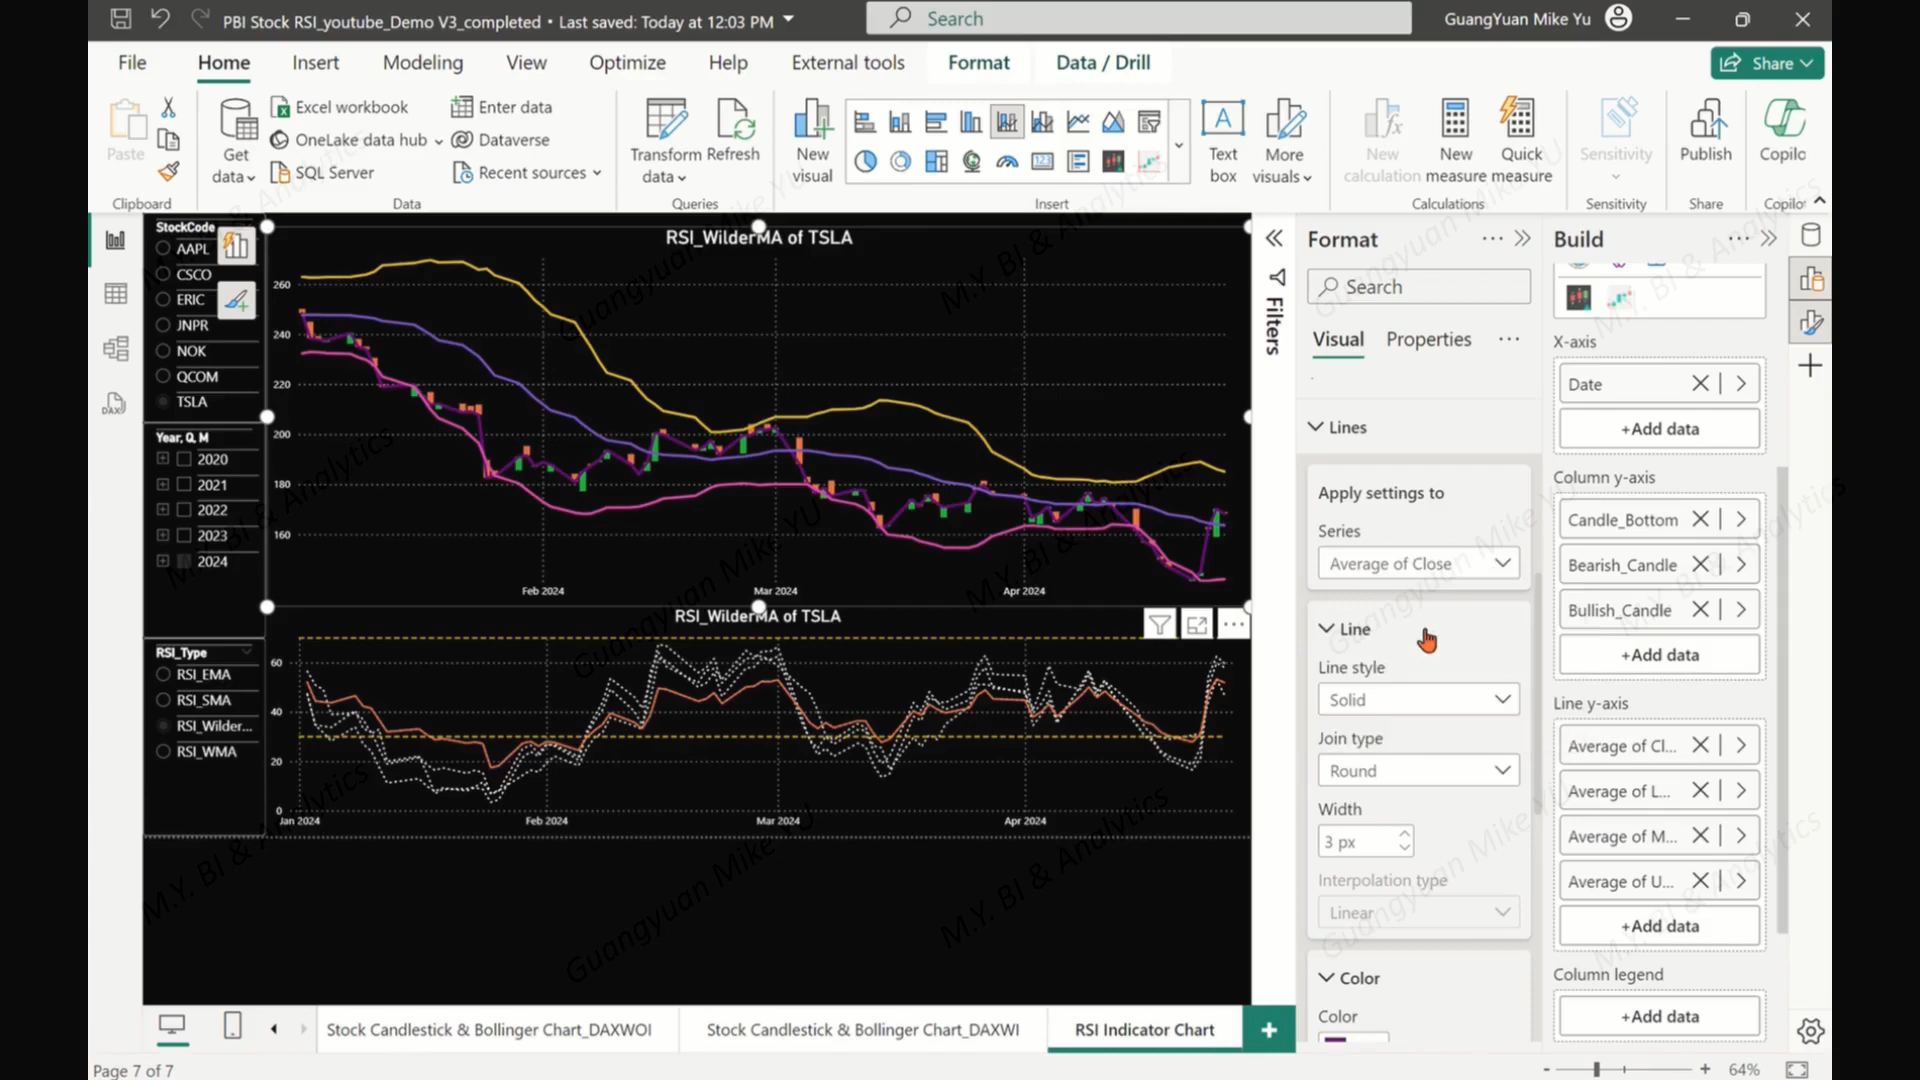 PBI Stock RSI_youtube_Demo V3_completed • Last saved: Today at 12:03 PM
Search
GuangYuan Mike Yu
File
Home
Insert
Modeling
View
Optimize
Help
External tools
Format
Data / Drill
Share
Paste
Clipboard
Get data
Excel workbook
OneLake data hub
SQL Server
Enter data
Dataverse
Recent sources
Data
Transform data
Refresh
Queries
New visual
Text box
More visuals
Insert
New calculation
New measure
Quick measure
Calculations
Sensitivity
Sensitivity
Publish
Share
Copilo
Copilo
StockCode
AAPL
CSCO
ERIC
JNPR
NOK
QCOM
TSLA
Year, Q, M
2020
2021
2022
2023
2024
RSI_Type
RSI_EMA
RSI_SMA
RSI_Wilder...
RSI_WMA
RSI_WilderMA of TSLA
260
240
220
200
180
160
Feb 2024
Mar 2024
Apr 2024
RSI_WilderMA of TSLA
60
40
20
0
Jan 2024
Feb 2024
Mar 2024
Apr 2024
Filters
Format
Search
Visual
Properties
Lines
Apply settings to
Series
Average of Close
Line
Line style
Solid
Join type
Round
Width
3 px
Interpolation type
Linear
Color
Color
Build
X-axis
Date
+Add data
Column y-axis
Candle_Bottom
Bearish_Candle
Bullish_Candle
+Add data
Line y-axis
Average of Cl...
Average of L...
Average of M...
Average of U...
+Add data
Column legend
+Add data
Stock Candlestick & Bollinger Chart_DAXWOI
Stock Candlestick & Bollinger Chart_DAXWI
RSI Indicator Chart
Page 7 of 7
64%
DAX
M.Y. BI & Analytics
Guangyuan Mike YU